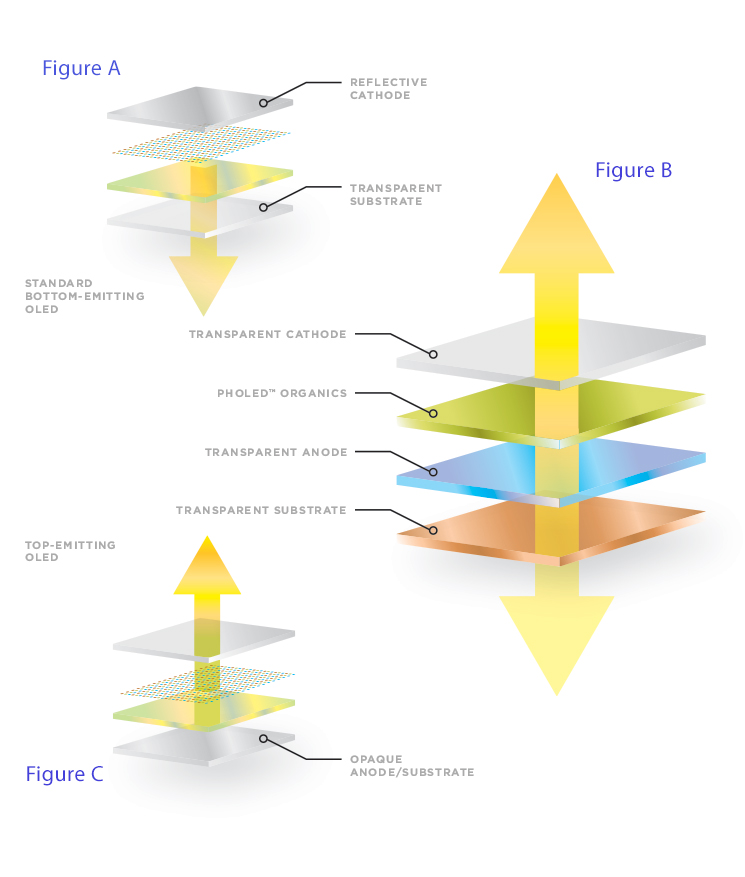 Figure A
REFLECTIVE
CATHODE
TRANSPARENT
SUBSTRATE
STANDARD
BOTTOM-EMITTING
OLED
Figure B
TRANSPARENT CATHODE
PHOLED™ ORGANICS
TRANSPARENT ANODE
TRANSPARENT SUBSTRATE
TOP-EMITTING
OLED
Figure C
OPAQUE
ANODE/SUBSTRATE